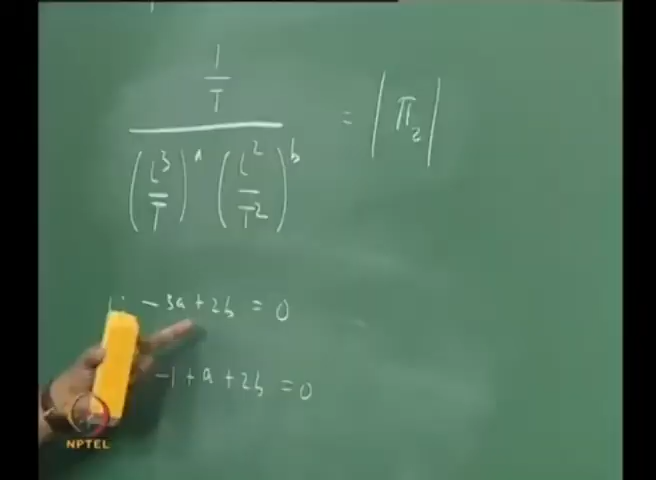 1/T
―――――――― = | π₂ |
(L³/T)ᵃ (L²/T²)ᵇ
L: − 3a + 2b = 0
−1 + a + 2b = 0
NPTEL